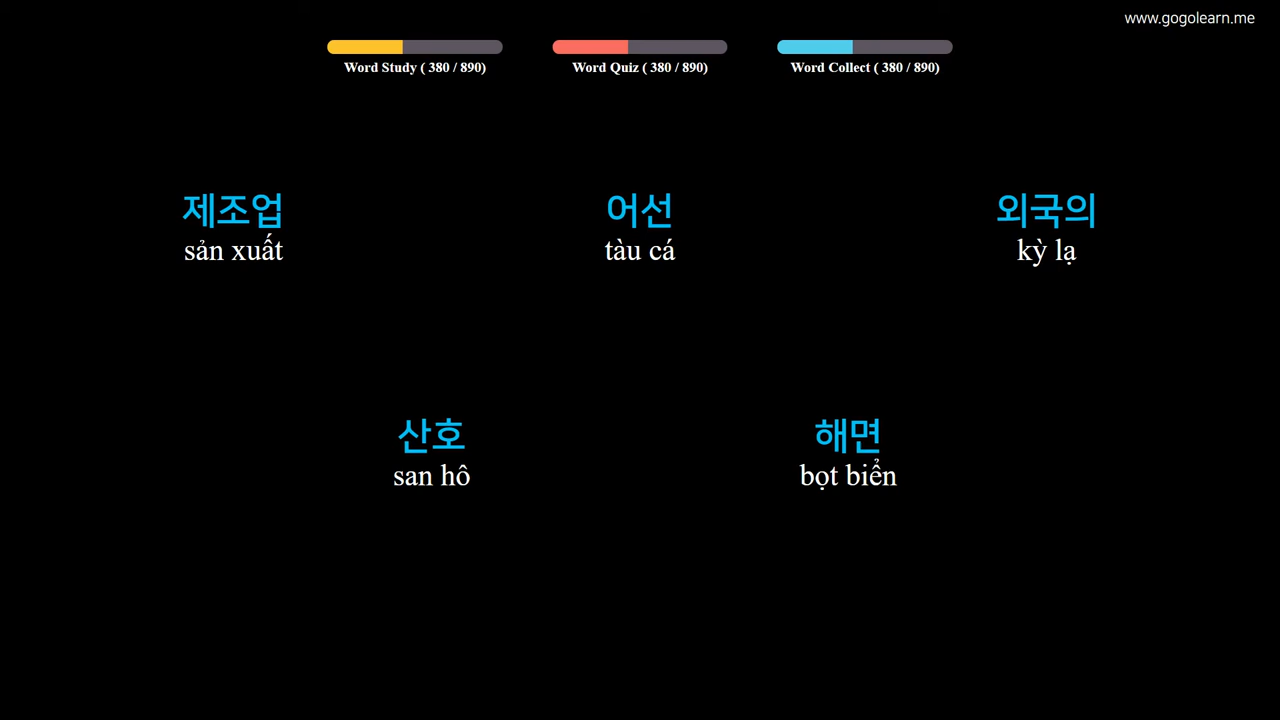 www.gogolearn.me
Word Study ( 380 / 890)
Word Quiz ( 380 / 890)
Word Collect ( 380 / 890)
제조업
sản xuất
어선
tàu cá
외국의
kỳ lạ
산호
san hô
해면
bọt biển